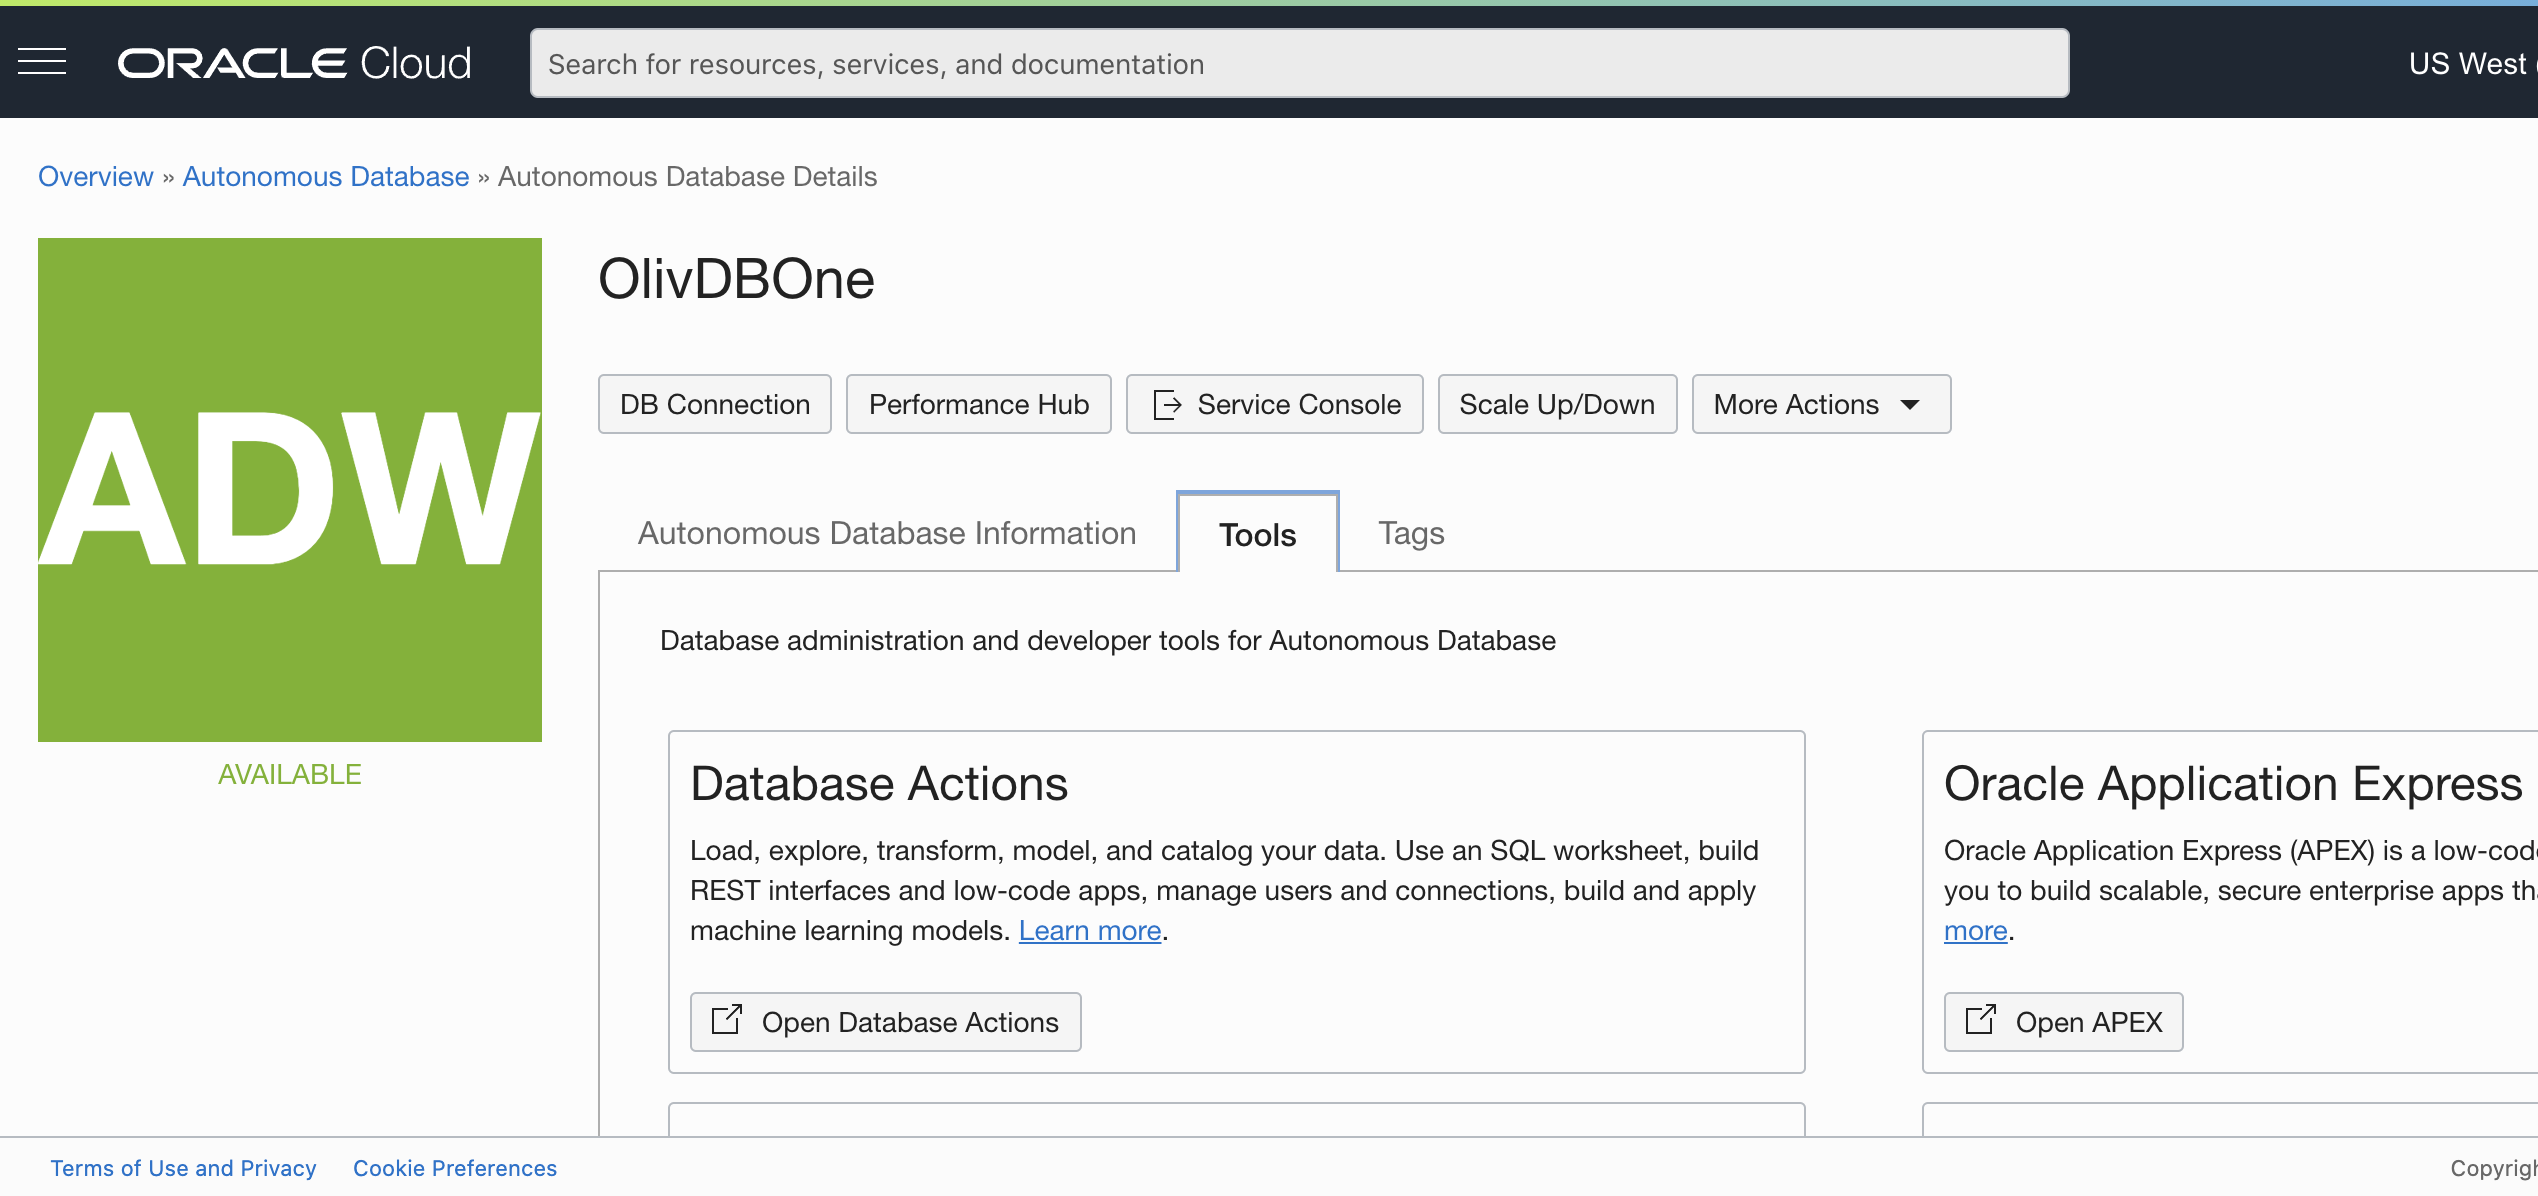 ORACLE Cloud
Search for resources, services, and documentation
US West
Overview » Autonomous Database » Autonomous Database Details
ADW
AVAILABLE
OlivDBOne
DB Connection
Performance Hub
Service Console
Scale Up/Down
More Actions
Autonomous Database Information
Tools
Tags
Database administration and developer tools for Autonomous Database
Database Actions
Load, explore, transform, model, and catalog your data. Use an SQL worksheet, build
REST interfaces and low-code apps, manage users and connections, build and apply
machine learning models. Learn more.
Open Database Actions
Oracle Application Express
Oracle Application Express (APEX) is a low-cod
you to build scalable, secure enterprise apps th
more.
Open APEX
Terms of Use and Privacy
Cookie Preferences
Copyrigh